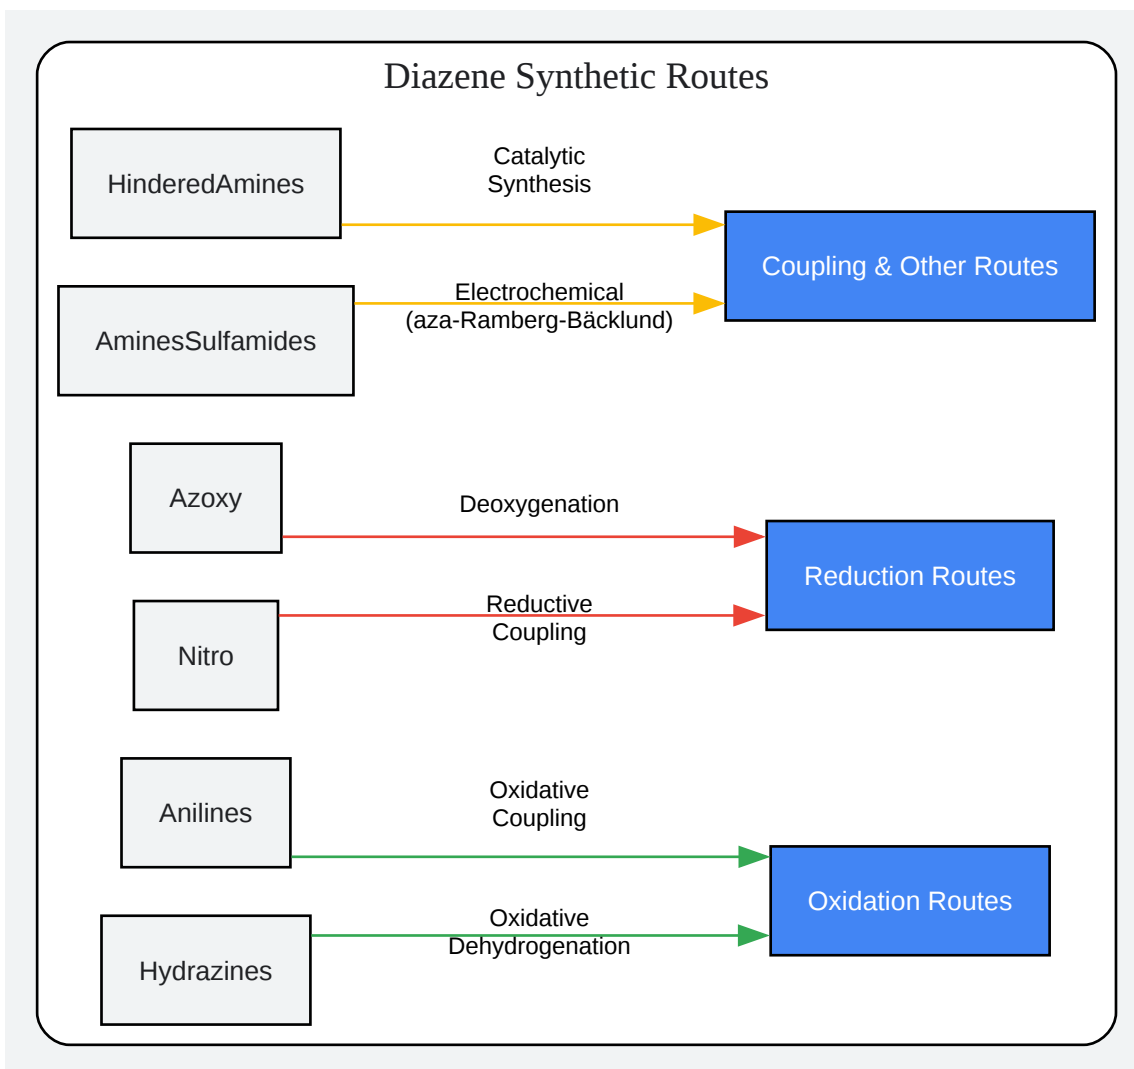 Diazene Synthetic Routes
HinderedAmines
Catalytic
Synthesis
Coupling & Other Routes
AminesSulfamides
Electrochemical
(aza-Ramberg-Bäcklund)
Azoxy
Deoxygenation
Reduction Routes
Nitro
Reductive
Coupling
Anilines
Oxidative
Coupling
Oxidation Routes
Hydrazines
Oxidative
Dehydrogenation